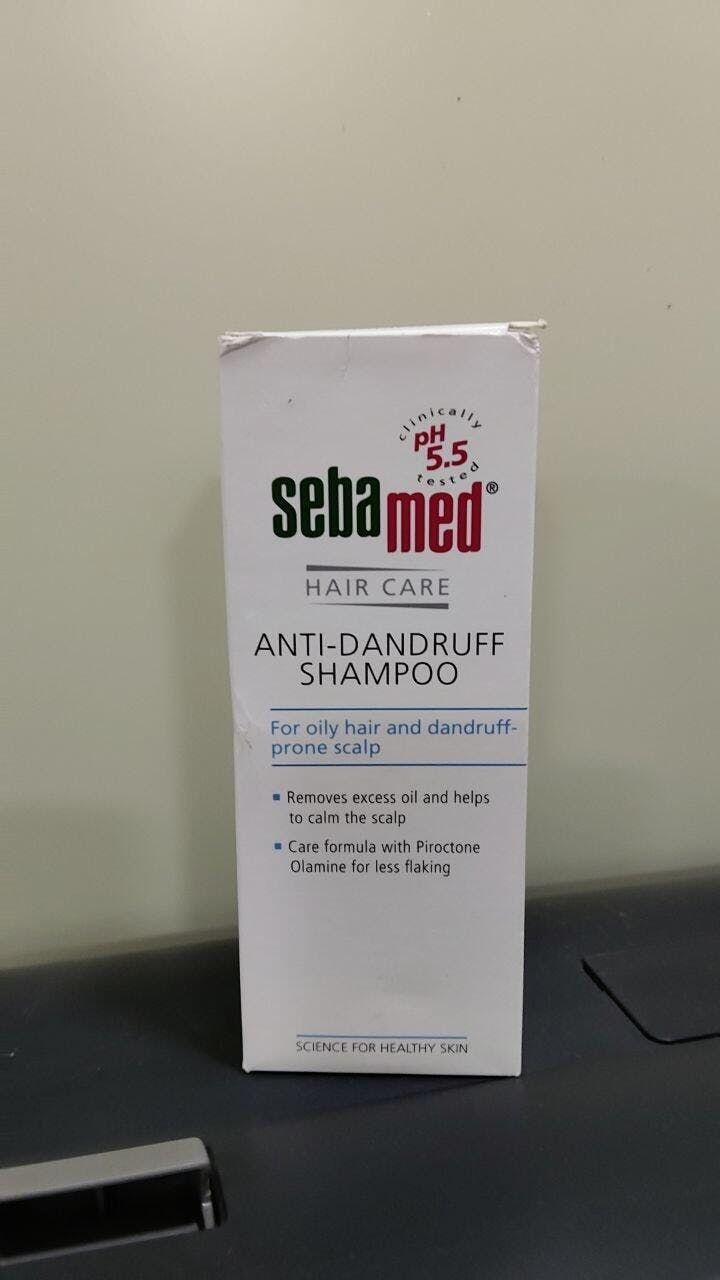 clinically
pH
5.5
tested
sebamed®
HAIR CARE
ANTI-DANDRUFF
SHAMPOO
For oily hair and dandruff-
prone scalp
▪ Removes excess oil and helps
to calm the scalp
▪ Care formula with Piroctone
Olamine for less flaking
SCIENCE FOR HEALTHY SKIN